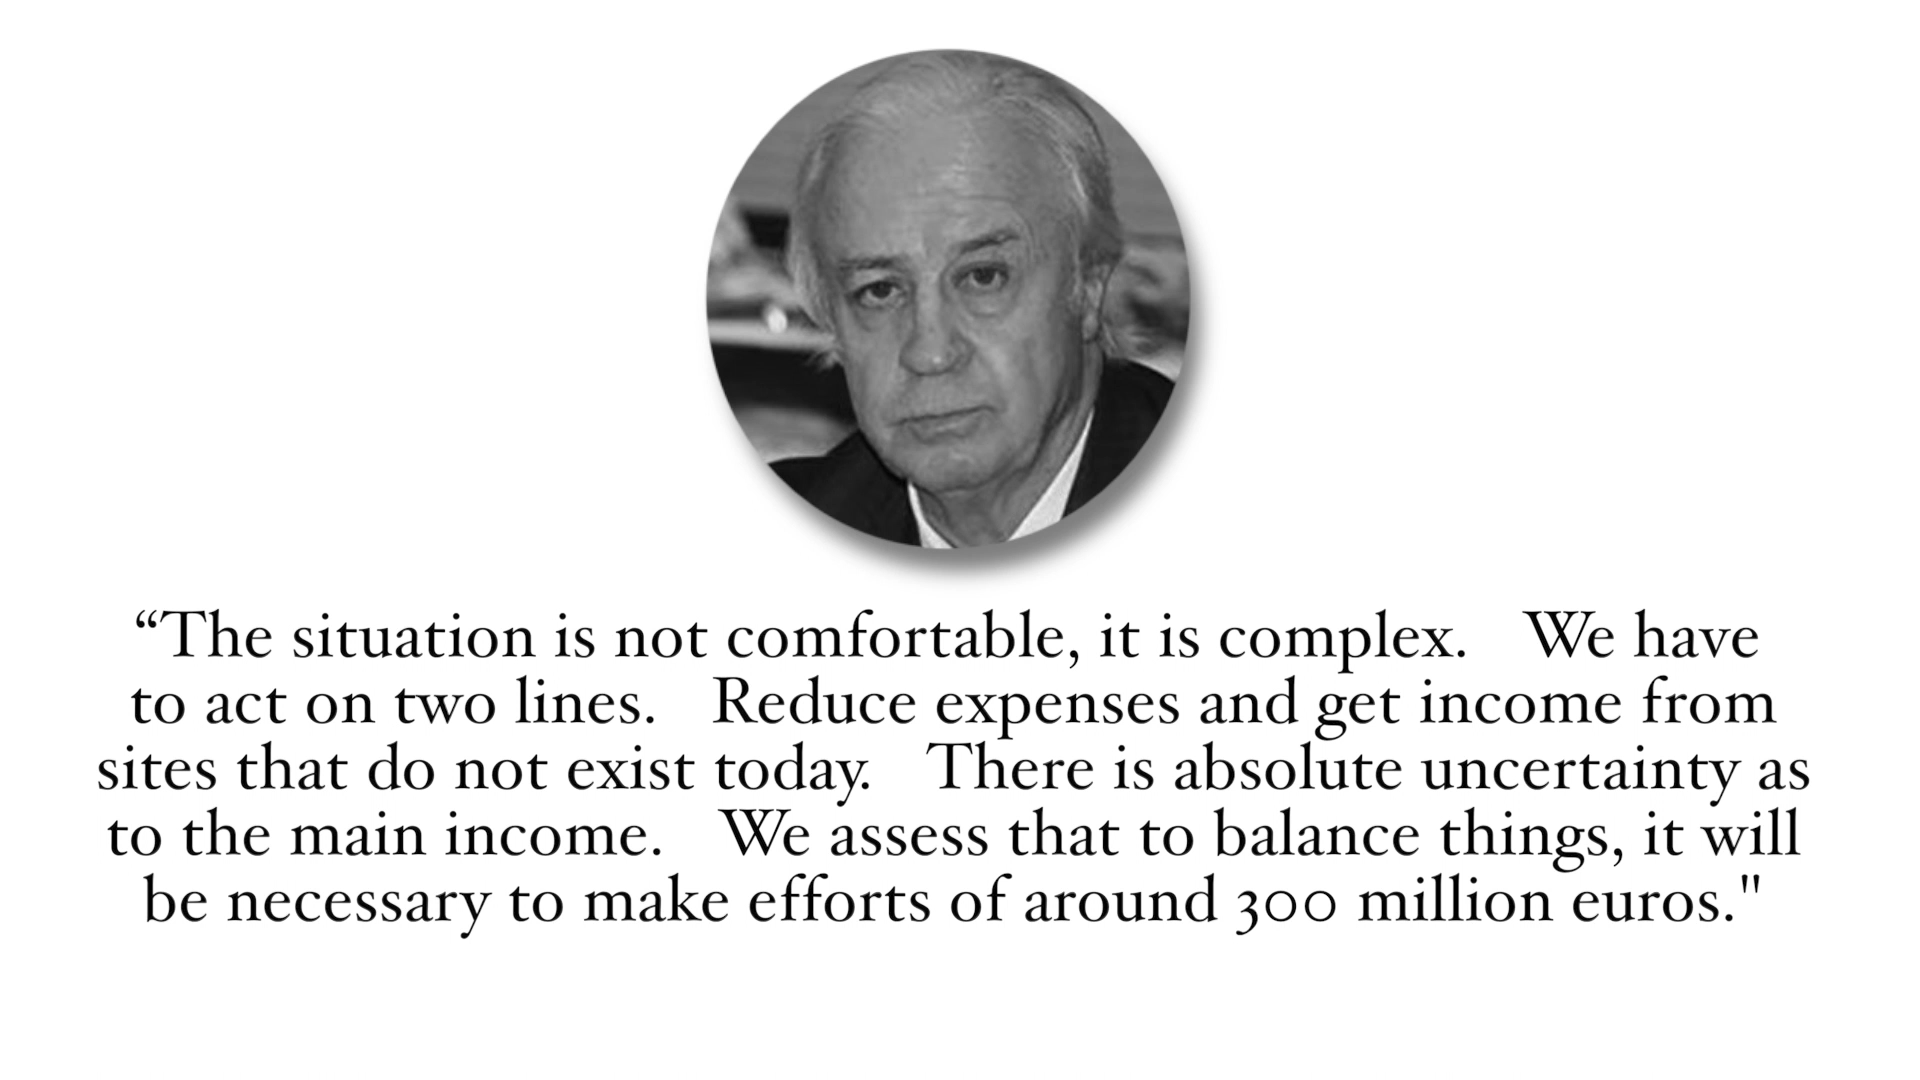 “The situation is not comfortable, it is complex. We have
to act on two lines. Reduce expenses and get income from
sites that do not exist today. There is absolute uncertainty as
to the main income. We assess that to balance things, it will
be necessary to make efforts of around 300 million euros."